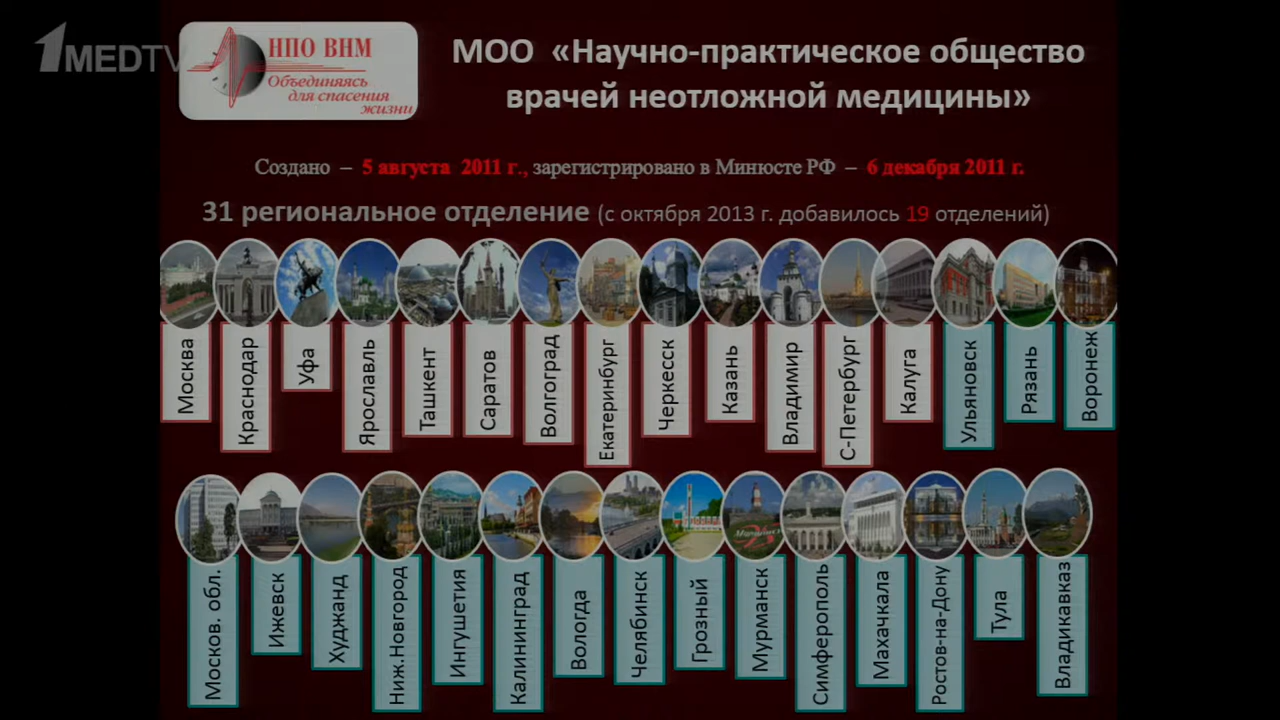 1MEDTV
НПО ВНМ
Объединяясь
для спасения
жизни
МОО «Научно-практическое общество
врачей неотложной медицины»
Создано – 5 августа 2011 г., зарегистрировано в Минюсте РФ – 6 декабря 2011 г.
31 региональное отделение (с октября 2013 г. добавилось 19 отделений)
Москва
Краснодар
Уфа
Ярославль
Ташкент
Саратов
Волгоград
Екатеринбург
Черкесск
Казань
Владимир
С-Петербург
Калуга
Ульяновск
Рязань
Воронеж
Москов. обл.
Ижевск
Худжанд
Ниж.Новгород
Ингушетия
Калининград
Вологда
Челябинск
Грозный
Мурманск
Симферополь
Махачкала
Ростов-на-Дону
Тула
Владикавказ